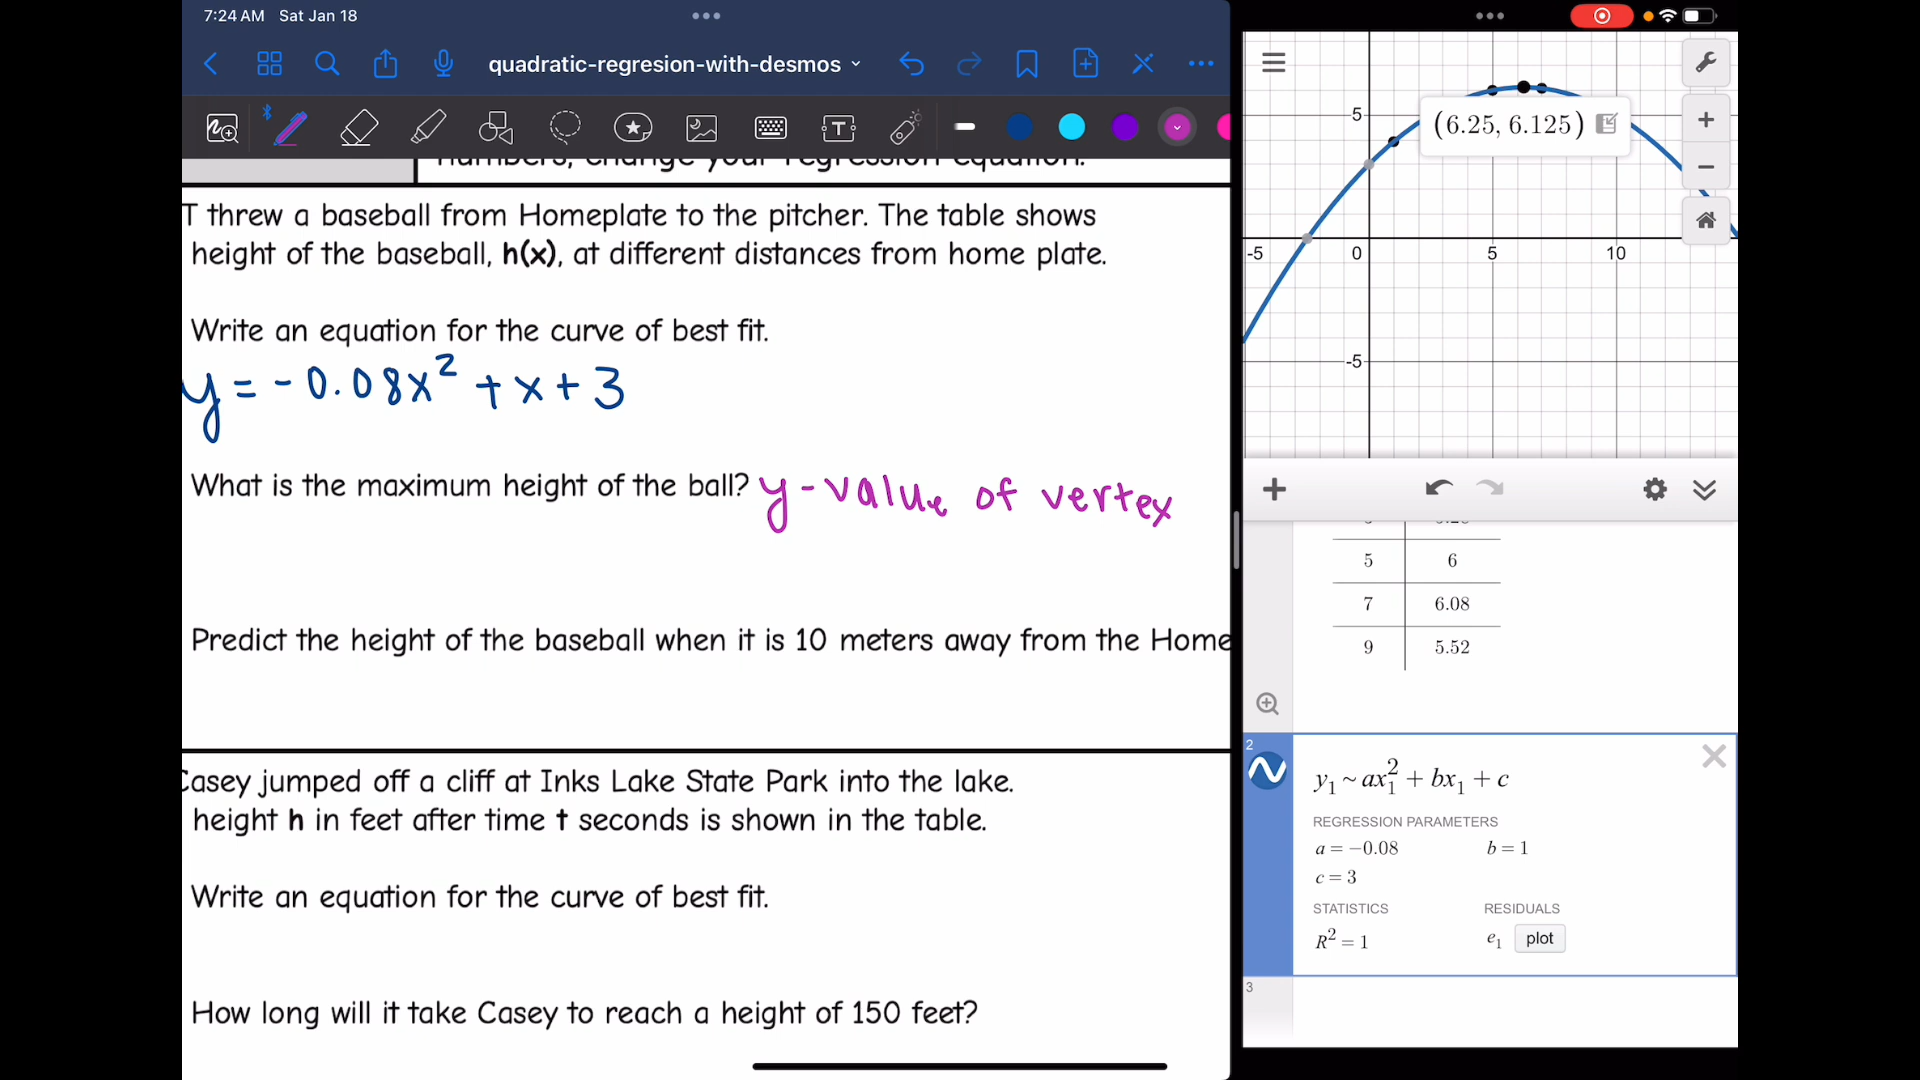 7:24 AM Sat Jan 18
quadratic-regresion-with-desmos
numbers, change your regression equation.
T threw a baseball from Homeplate to the pitcher. The table shows
height of the baseball, h(x), at different distances from home plate.
Write an equation for the curve of best fit.
y = -0.08x² + x + 3
What is the maximum height of the ball? y-value of vertex
Predict the height of the baseball when it is 10 meters away from the Home
Casey jumped off a cliff at Inks Lake State Park into the lake.
height h in feet after time t seconds is shown in the table.
Write an equation for the curve of best fit.
How long will it take Casey to reach a height of 150 feet?
5
(6.25, 6.125)
-5 0 5 10
-5
5 6
7 6.08
9 5.52
2
y₁ ~ ax₁² + bx₁ + c
REGRESSION PARAMETERS
a = −0.08 b = 1
c = 3
STATISTICS RESIDUALS
R² = 1 e₁ plot
3